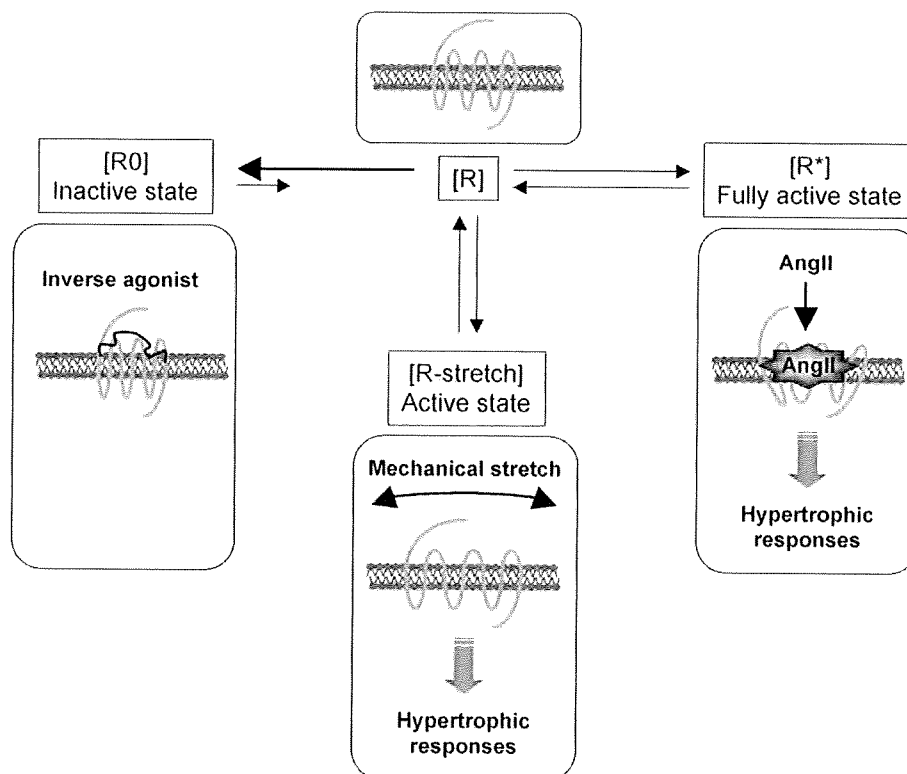 [R0]
Inactive state
[R]
[R*]
Fully active state
Inverse agonist
AngII
AngII
Hypertrophic
responses
[R-stretch]
Active state
Mechanical stretch
Hypertrophic
responses